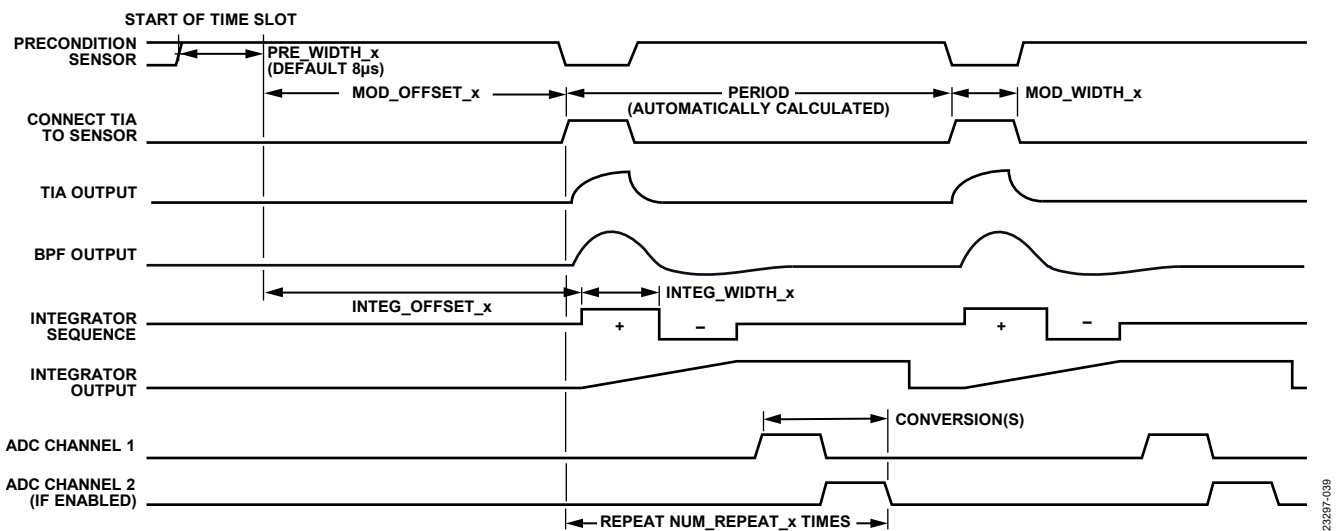 START OF TIME SLOT
PRECONDITION
SENSOR
PRE_WIDTH_x
(DEFAULT 8µs)
MOD_OFFSET_x
PERIOD
(AUTOMATICALLY CALCULATED)
MOD_WIDTH_x
CONNECT TIA
TO SENSOR
TIA OUTPUT
BPF OUTPUT
INTEG_OFFSET_x
INTEG_WIDTH_x
INTEGRATOR
SEQUENCE
+
–
+
–
INTEGRATOR
OUTPUT
CONVERSION(S)
ADC CHANNEL 1
ADC CHANNEL 2
(IF ENABLED)
REPEAT NUM_REPEAT_x TIMES
23297-039